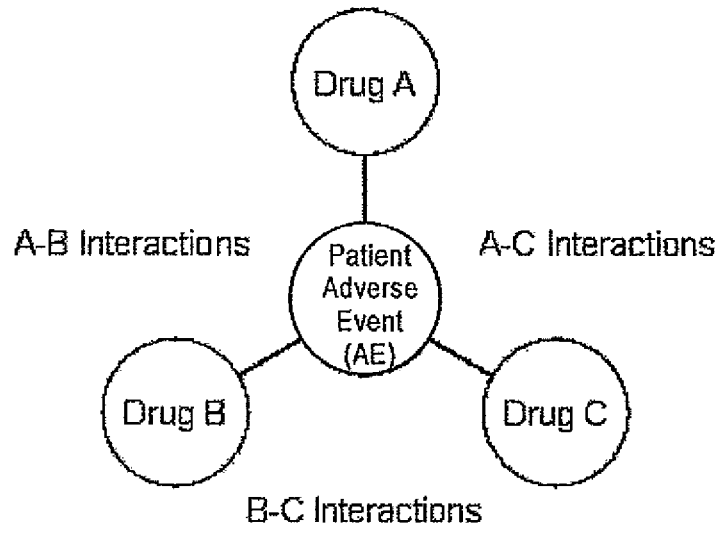 Drug A
A-B Interactions
A-C Interactions
Patient
Adverse
Event
(AE)
Drug B
Drug C
B-C Interactions